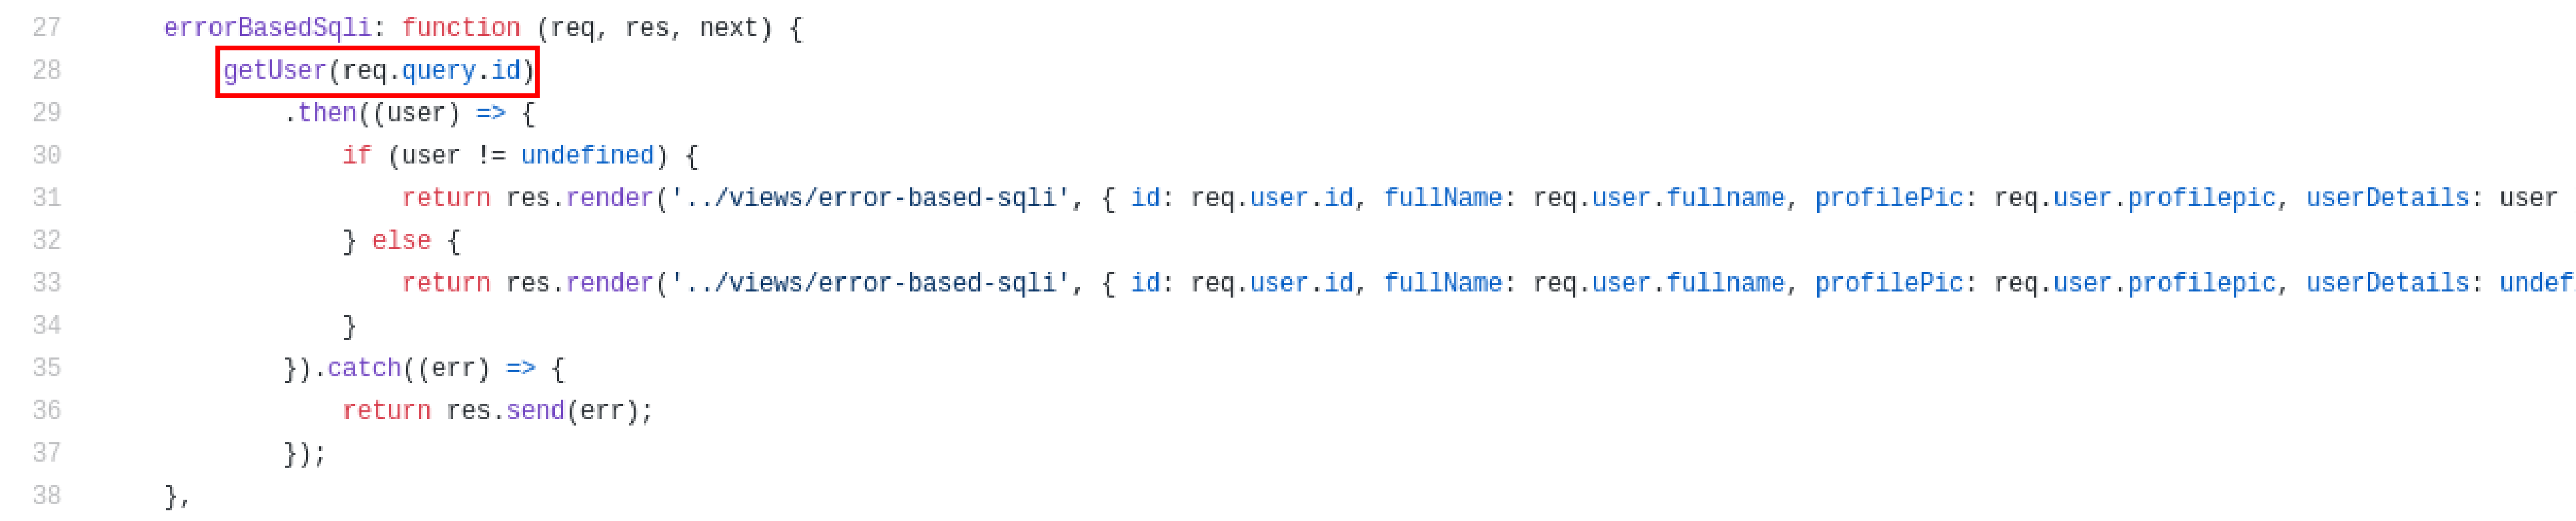 27 errorBasedSqli: function (req, res, next) {
28 getUser(req.query.id)
29 .then((user) => {
30 if (user != undefined) {
31 return res.render('../views/error-based-sqli', { id: req.user.id, fullName: req.user.fullname, profilePic: req.user.profilepic, userDetails: user
32 } else {
33 return res.render('../views/error-based-sqli', { id: req.user.id, fullName: req.user.fullname, profilePic: req.user.profilepic, userDetails: undef
34 }
35 }).catch((err) => {
36 return res.send(err);
37 });
38 },